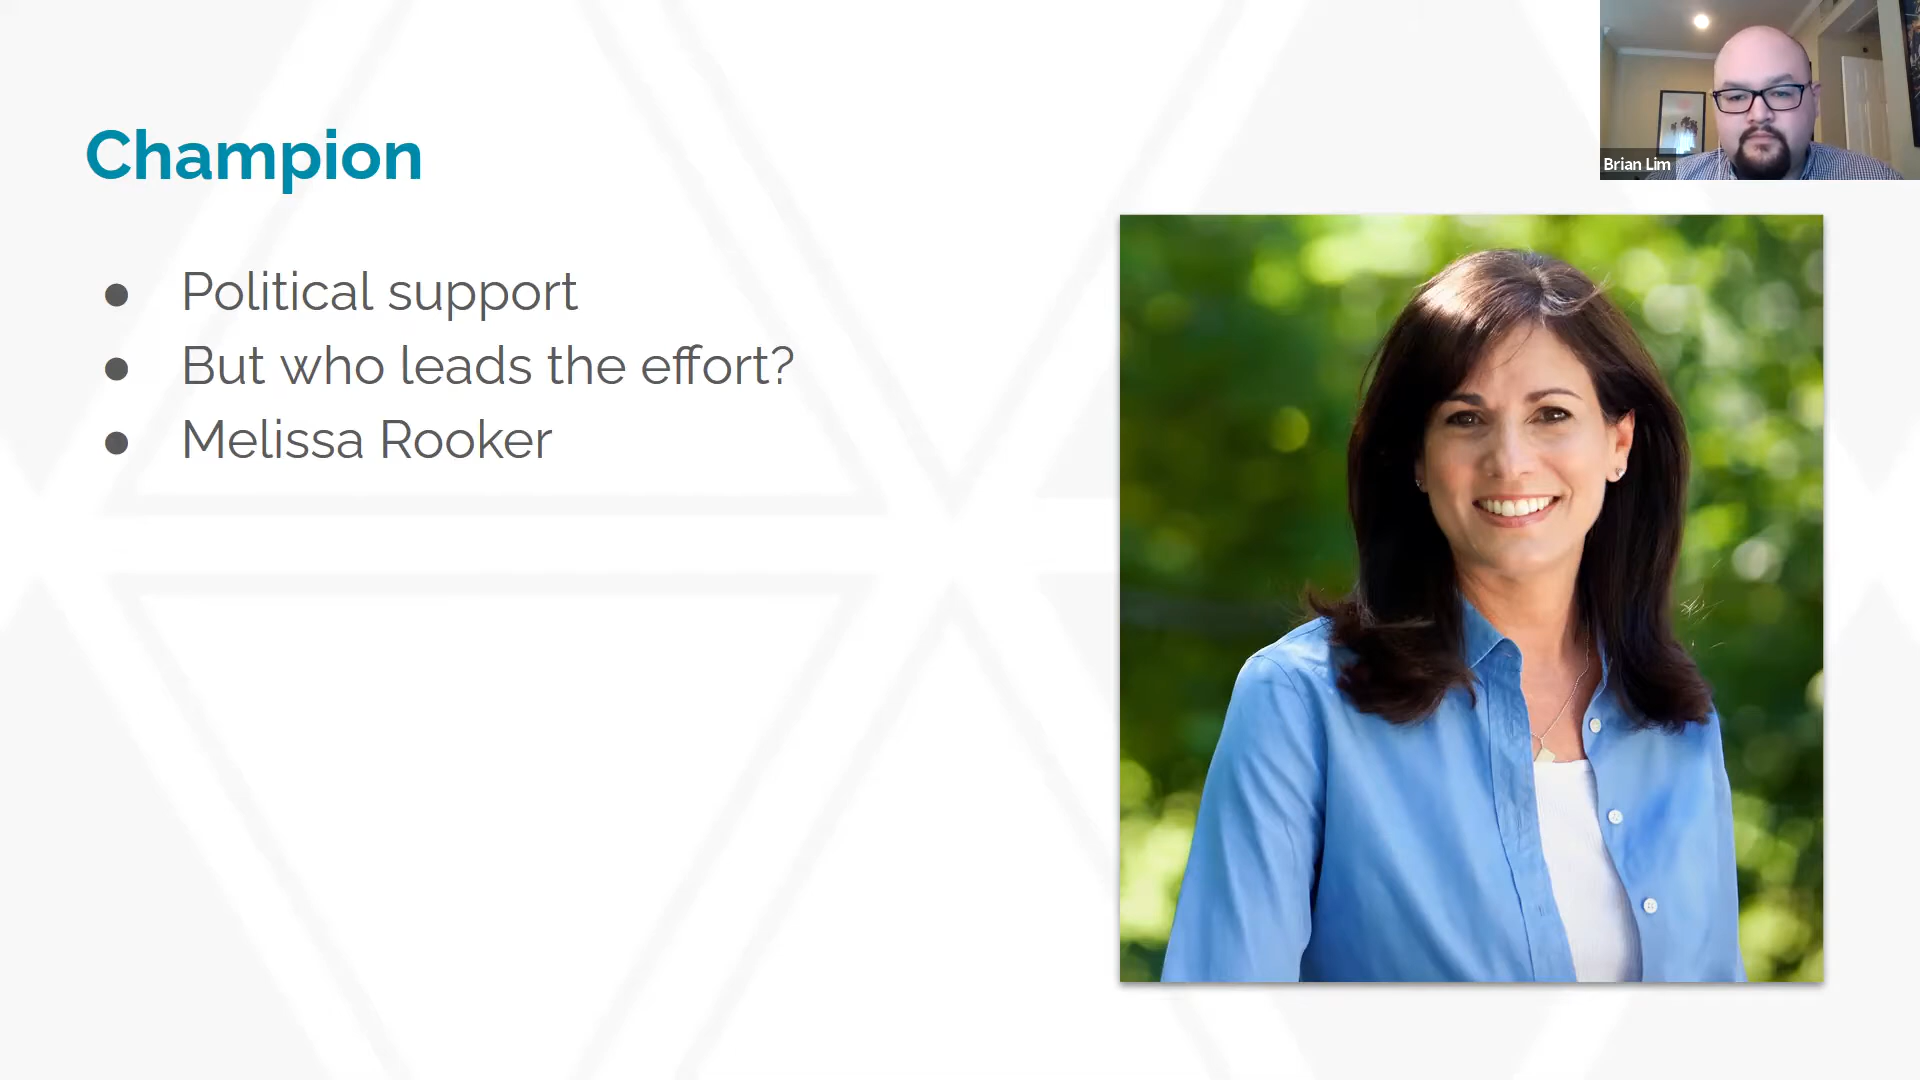 Champion
● Political support
● But who leads the effort?
● Melissa Rooker
Brian Lim